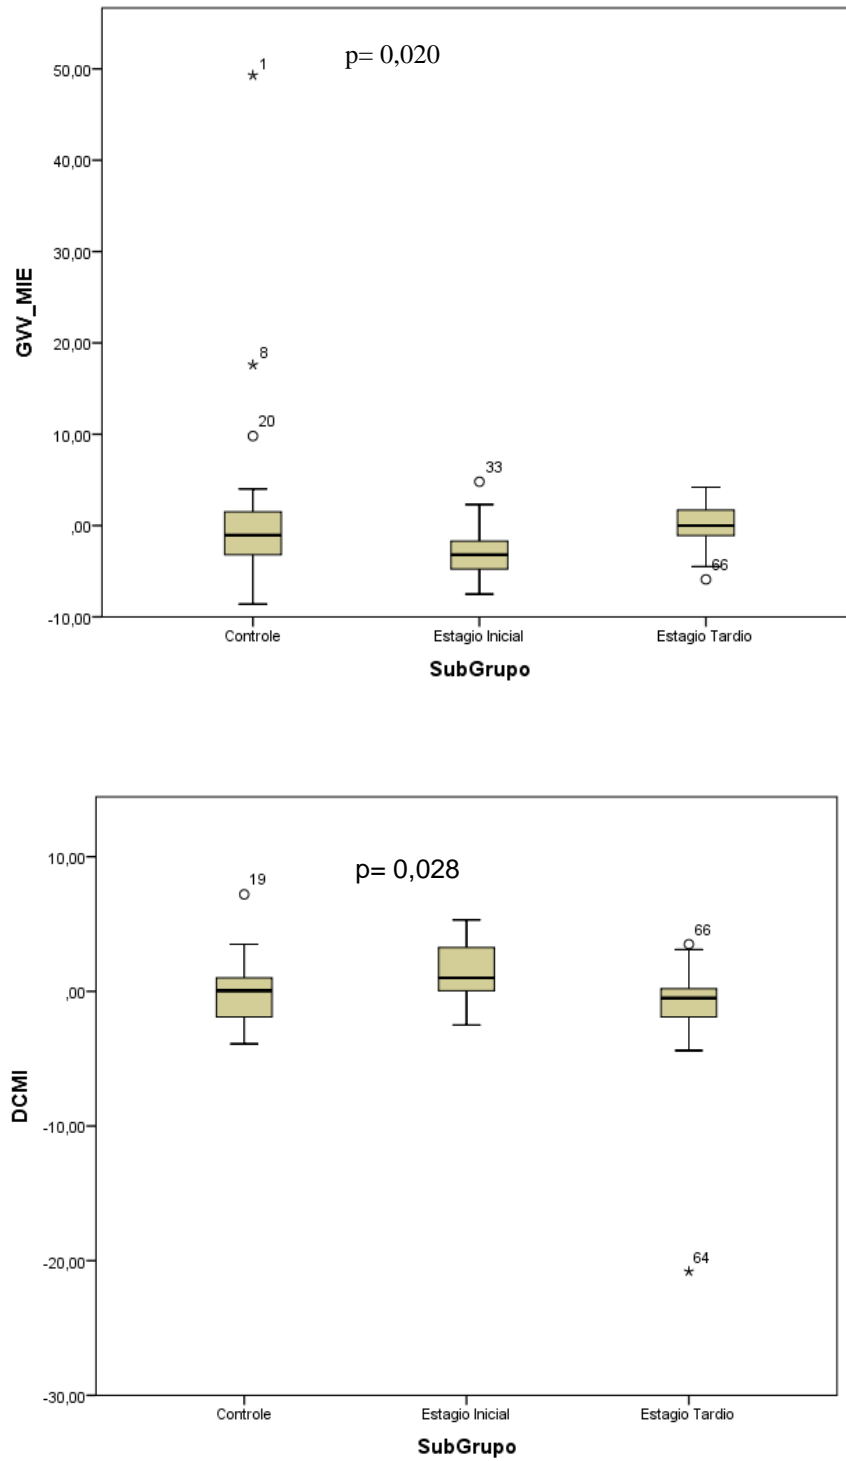 p= 0,020
50,00
1
40,00
30,00
GVV_MIE
20,00
8
10,00
20
33
,00
66
-10,00
Controle
Estagio Inicial
Estagio Tardio
SubGrupo
10,00
p= 0,028
19
66
,00
DCMI
-10,00
-20,00
64
-30,00
Controle
Estagio Inicial
Estagio Tardio
SubGrupo